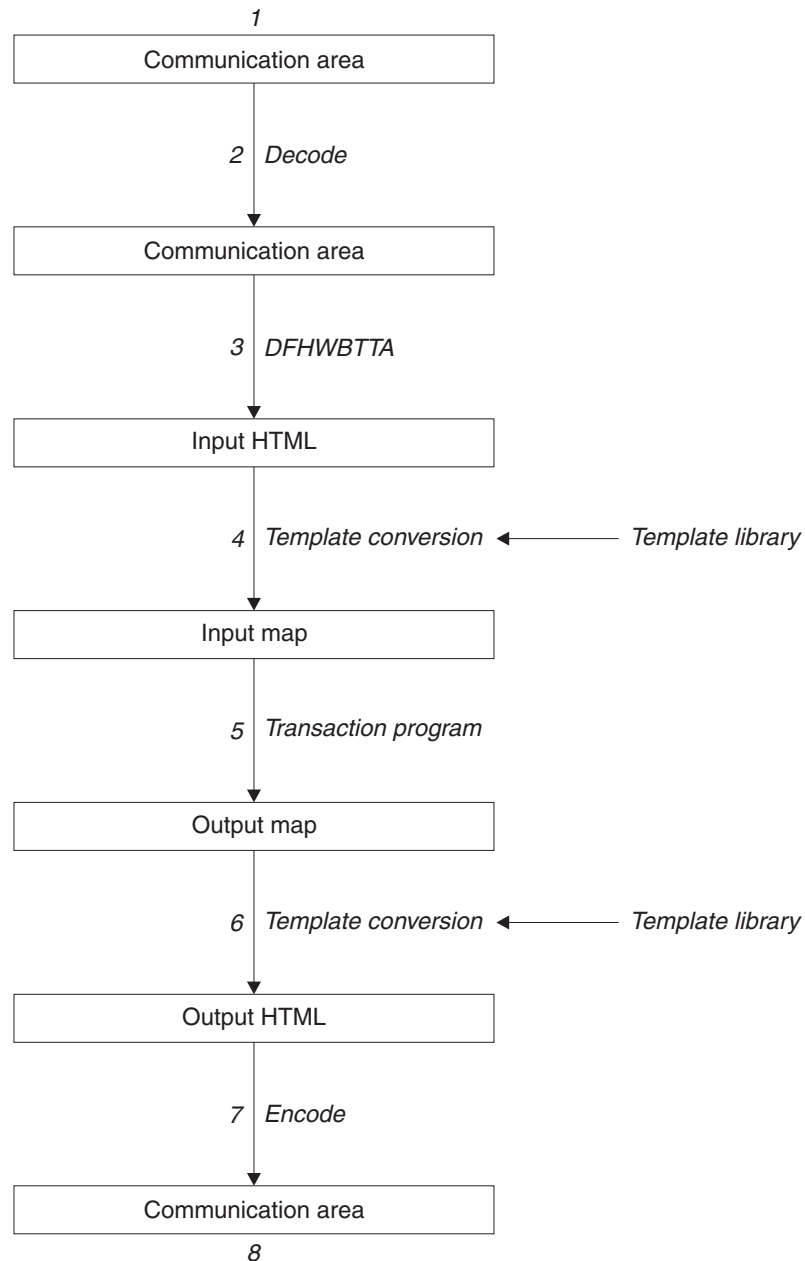 1
Communication area
2 Decode
Communication area
3 DFHWBTTA
Input HTML
4 Template conversion Template library
Input map
5 Transaction program
Output map
6 Template conversion Template library
Output HTML
7 Encode
Communication area
8